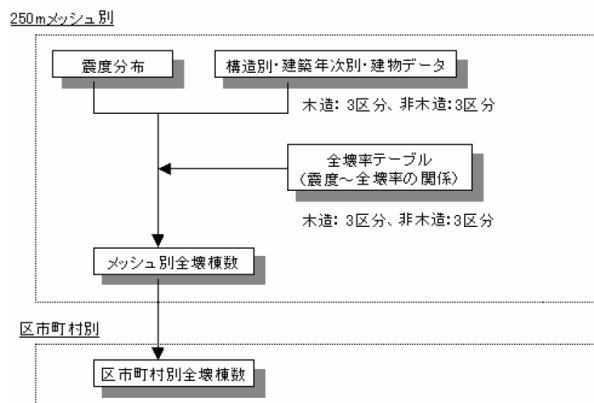 250mメッシュ別
震度分布
構造別・建築年次別・建物データ
木造: 3区分、非木造:3区分
全壊率テーブル
(震度～全壊率の関係)
木造: 3区分、非木造:3区分
メッシュ別全壊棟数
区市町村別
区市町村別全壊棟数